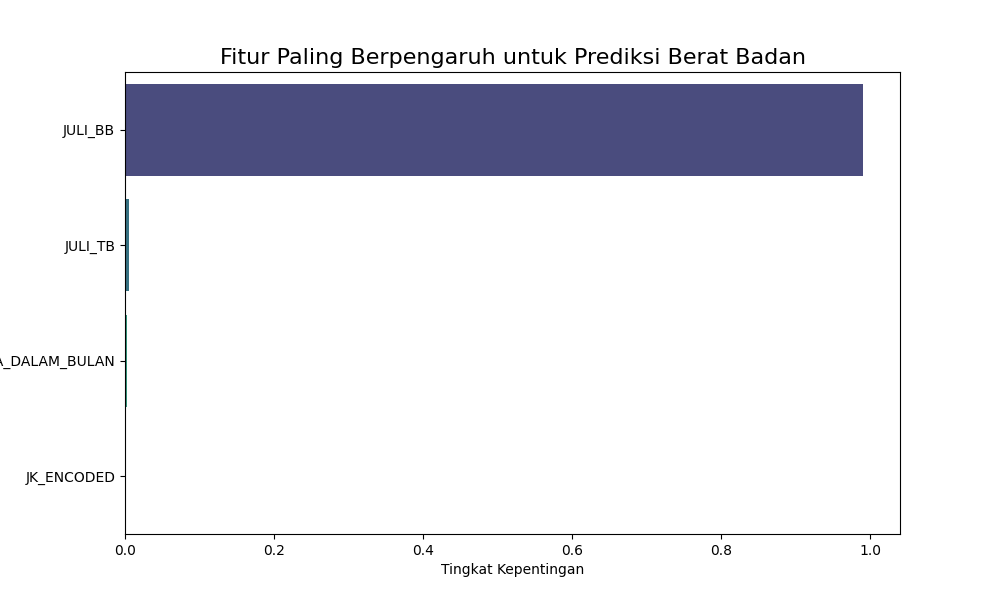 Fitur Paling Berpengaruh untuk Prediksi Berat Badan
JULI_BB
JULI_TB
_DALAM_BULAN
JK_ENCODED
0.0 0.2 0.4 0.6 0.8 1.0
Tingkat Kepentingan